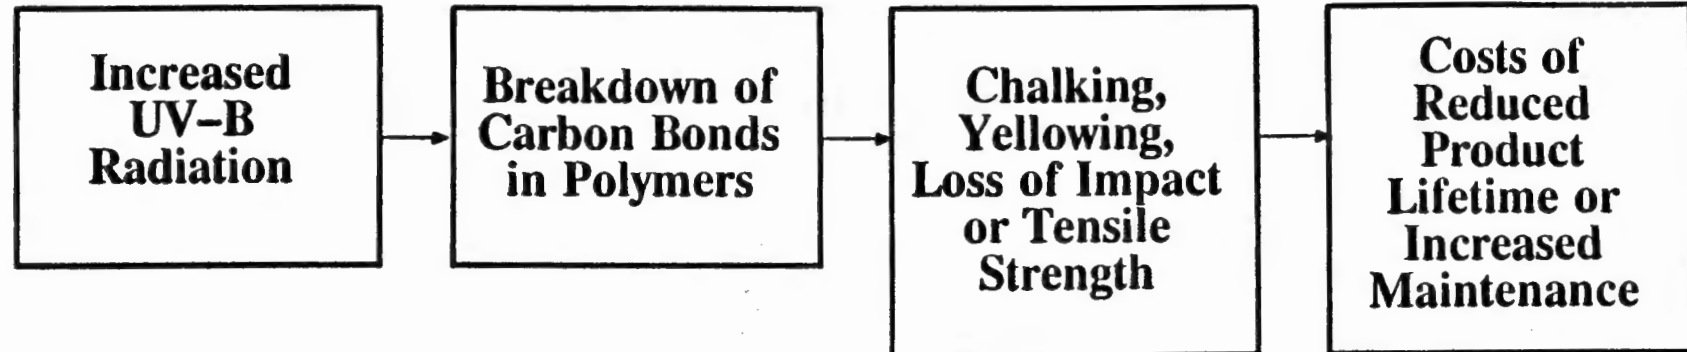 Increased
UV–B
Radiation
Breakdown of
Carbon Bonds
in Polymers
Chalking,
Yellowing,
Loss of Impact
or Tensile
Strength
Costs of
Reduced
Product
Lifetime or
Increased
Maintenance